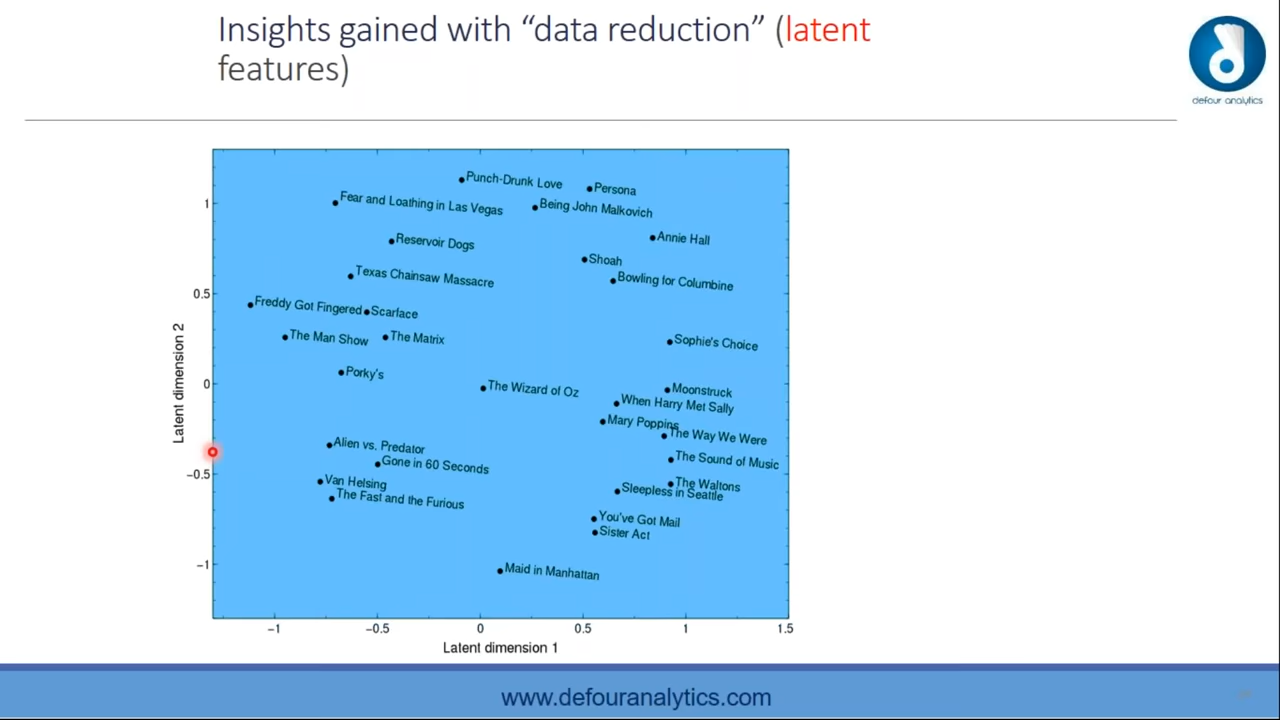 Insights gained with “data reduction” (latent
features)
defour analytics
Punch-Drunk Love
Persona
Fear and Loathing in Las Vegas
Being John Malkovich
1
Annie Hall
Reservoir Dogs
Shoah
Texas Chainsaw Massacre
Bowling for Columbine
0.5
Freddy Got Fingered
Scarface
The Man Show
The Matrix
Sophie's Choice
Porky's
0
The Wizard of Oz
Moonstruck
When Harry Met Sally
Mary Poppins
The Way We Were
Latent dimension 2
Alien vs. Predator
Gone in 60 Seconds
The Sound of Music
−0.5
Van Helsing
The Waltons
Sleepless in Seattle
The Fast and the Furious
You've Got Mail
Sister Act
−1
Maid in Manhattan
−1
−0.5
0
0.5
1
1.5
Latent dimension 1
www.defouranalytics.com